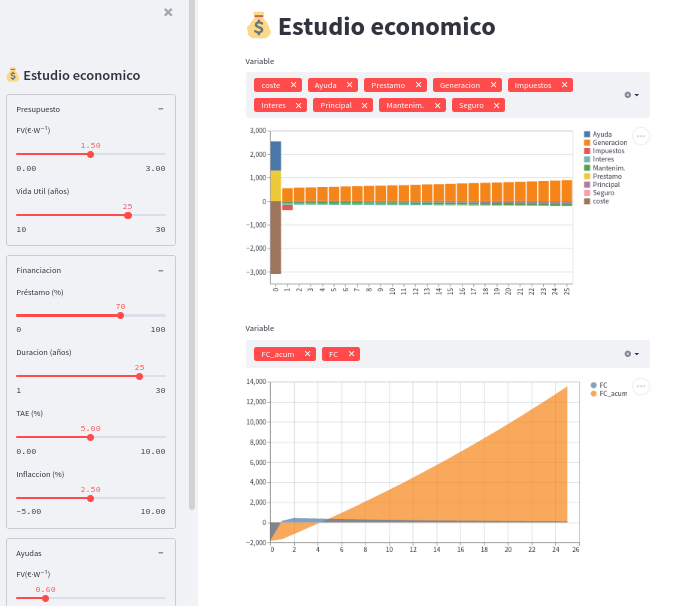 Estudio economico
Presupuesto
FV(€·W⁻¹)
1.50
0.00 3.00
Vida Util (años)
25
10 30
Financiacion
Préstamo (%)
70
0 100
Duracion (años)
25
1 30
TAE (%)
5.00
0.00 10.00
Inflaccion (%)
2.50
−5.00 10.00
Ayudas
FV(€·W⁻¹)
0.60
Estudio economico
Variable
coste Ayuda Prestamo Generacion Impuestos
Interes Principal Mantenim. Seguro
3,000
2,000
1,000
0
−1,000
−2,000
−3,000
0 1 2 3 4 5 6 7 8 9 10 11 12 13 14 15 16 17 18 19 20 21 22 23 24 25
Ayuda
Generacion
Impuestos
Interes
Mantenim.
Prestamo
Principal
Seguro
coste
Variable
FC_acum FC
14,000
12,000
10,000
8,000
6,000
4,000
2,000
0
−2,000
0 2 4 6 8 10 12 14 16 18 20 22 24 26
FC
FC_acum